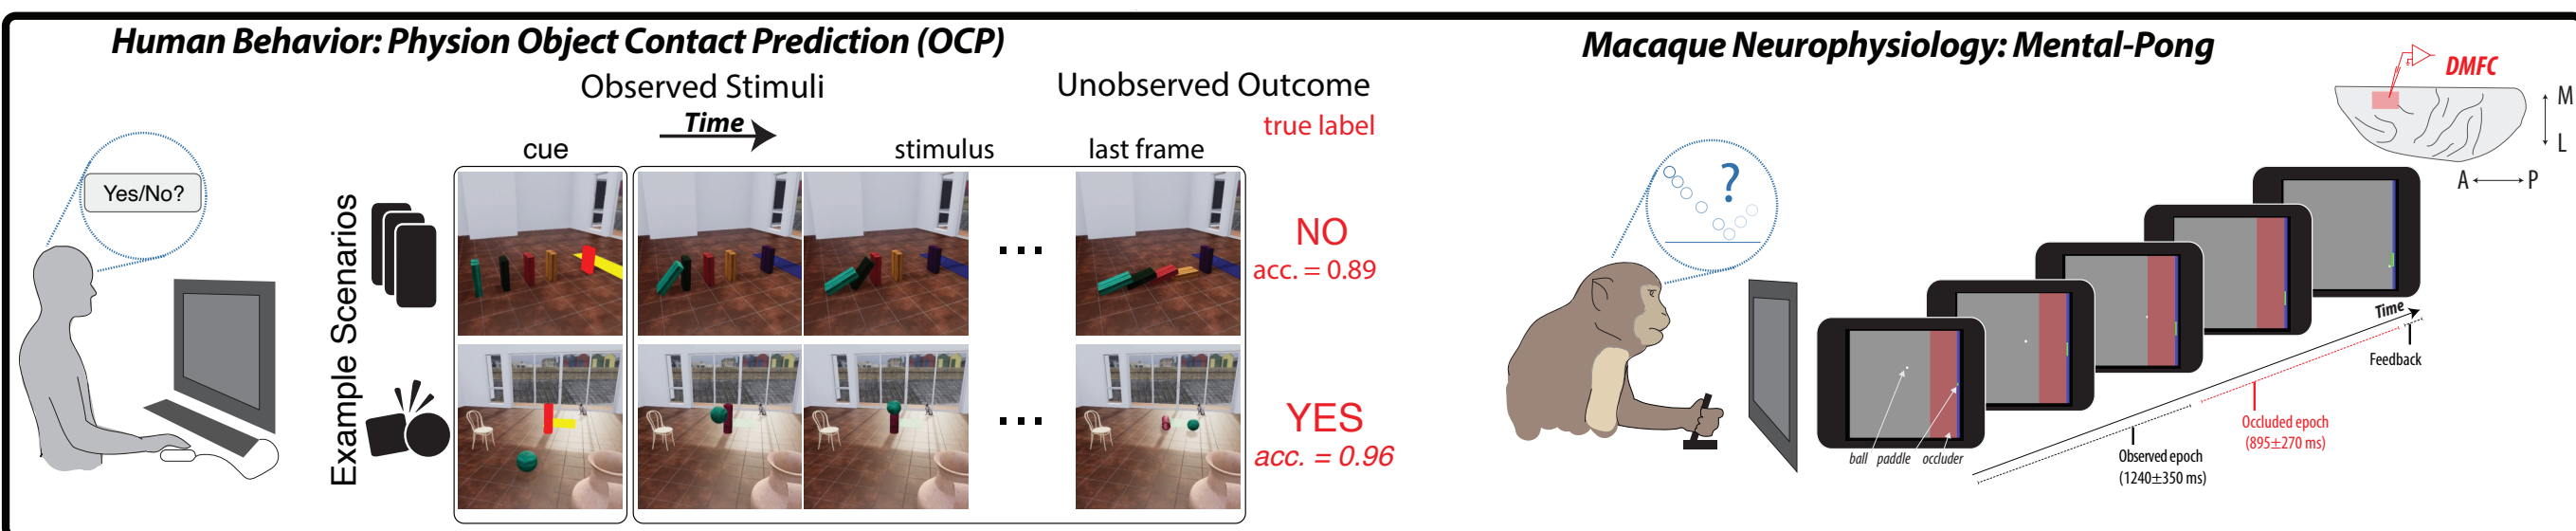 Human Behavior: Physion Object Contact Prediction (OCP)
Observed Stimuli
Unobserved Outcome
Time
true label
cue
stimulus
last frame
Yes/No?
Example Scenarios
...
NO
acc. = 0.89
...
YES
acc. = 0.96
Macaque Neurophysiology: Mental-Pong
DMFC
M
L
A
P
?
Time
Feedback
Occluded epoch
(895±270 ms)
Observed epoch
(1240±350 ms)
ball paddle occluder